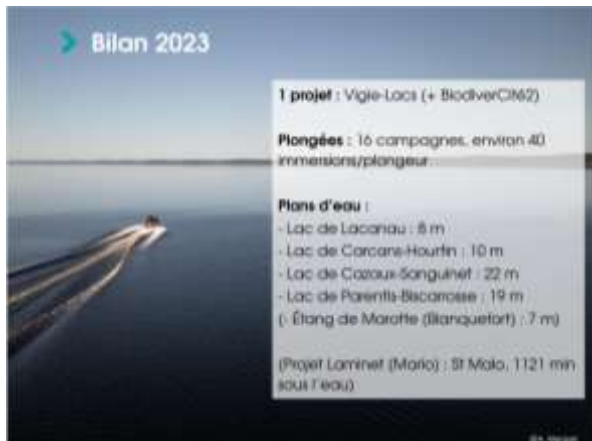 Bilan 2023
1 projet : Vigie-Lacs (+ BiodiverCité2)
Plongées : 16 campagnes, environ 40
immersions/plongeur
Plans d'eau :
- Lac de Lacanau : 8 m
- Lac de Carcans-Hourtin : 10 m
- Lac de Cazaux-Sanguinet : 22 m
- Lac de Parentis-Biscarrosse : 19 m
(- Étang de Marotte (Blanquefort) : 7 m)
(Projet Laminet (Mario) : St Malo, 1121 min
sous l'eau)